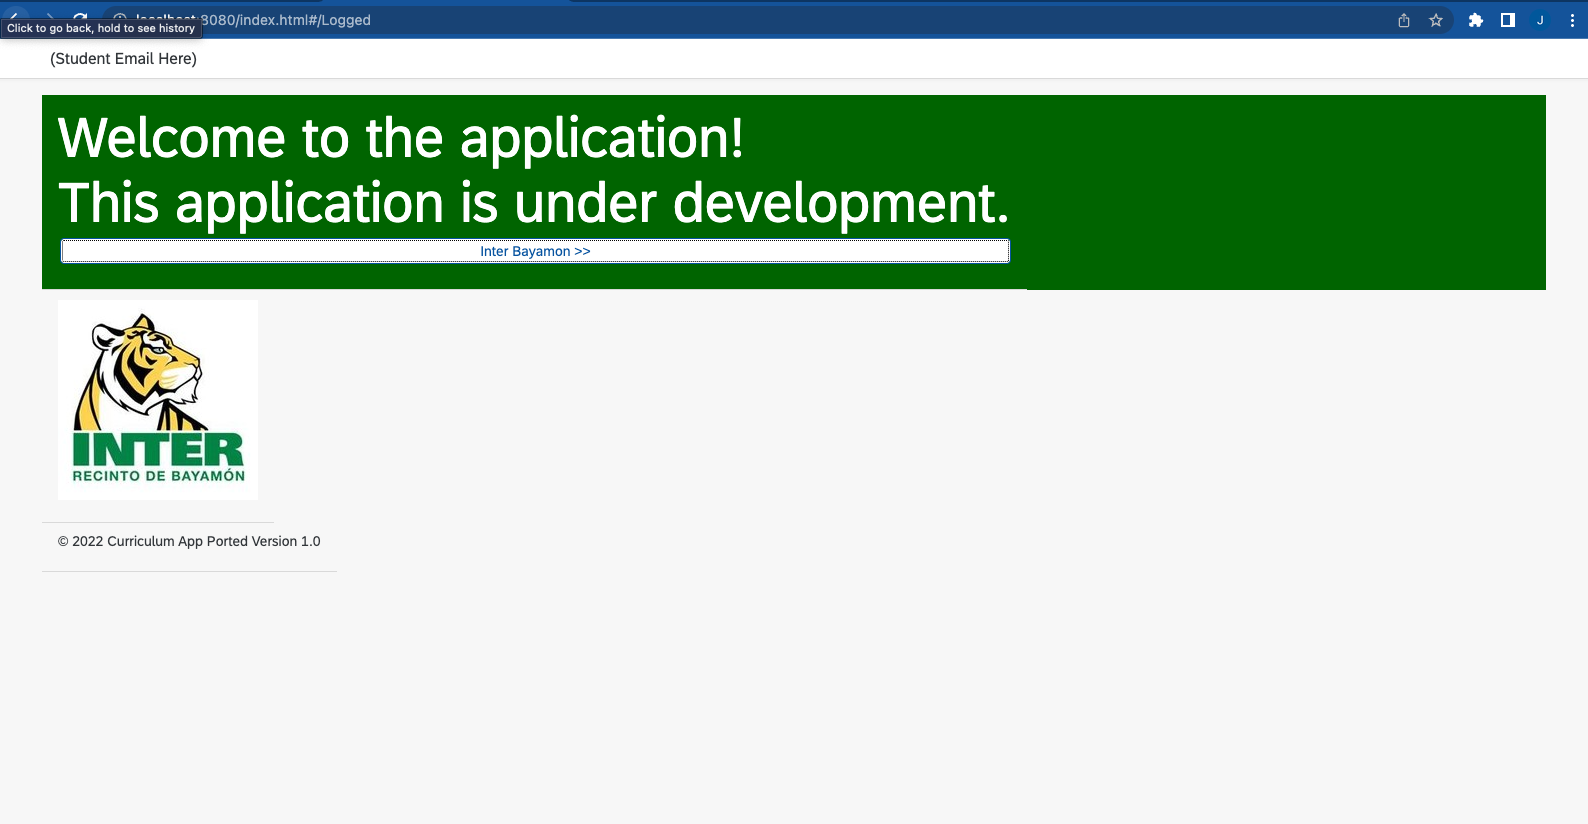 :8080/index.html#/Logged
Click to go back, hold to see history
J
(Student Email Here)
Welcome to the application!
This application is under development.
Inter Bayamon >>
INTER
RECINTO DE BAYAMÓN
© 2022 Curriculum App Ported Version 1.0